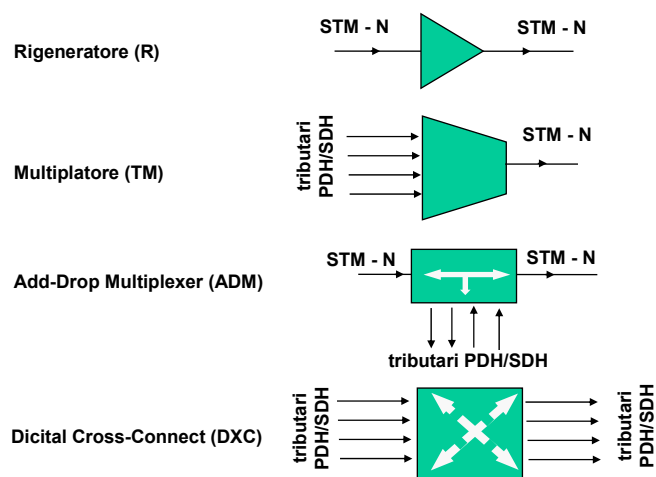 STM - N
STM - N
Rigeneratore (R)
tributari
PDH/SDH
STM - N
Multiplatore (TM)
STM - N
STM - N
Add-Drop Multiplexer (ADM)
tributari PDH/SDH
tributari
PDH/SDH
tributari
PDH/SDH
Dicital Cross-Connect (DXC)